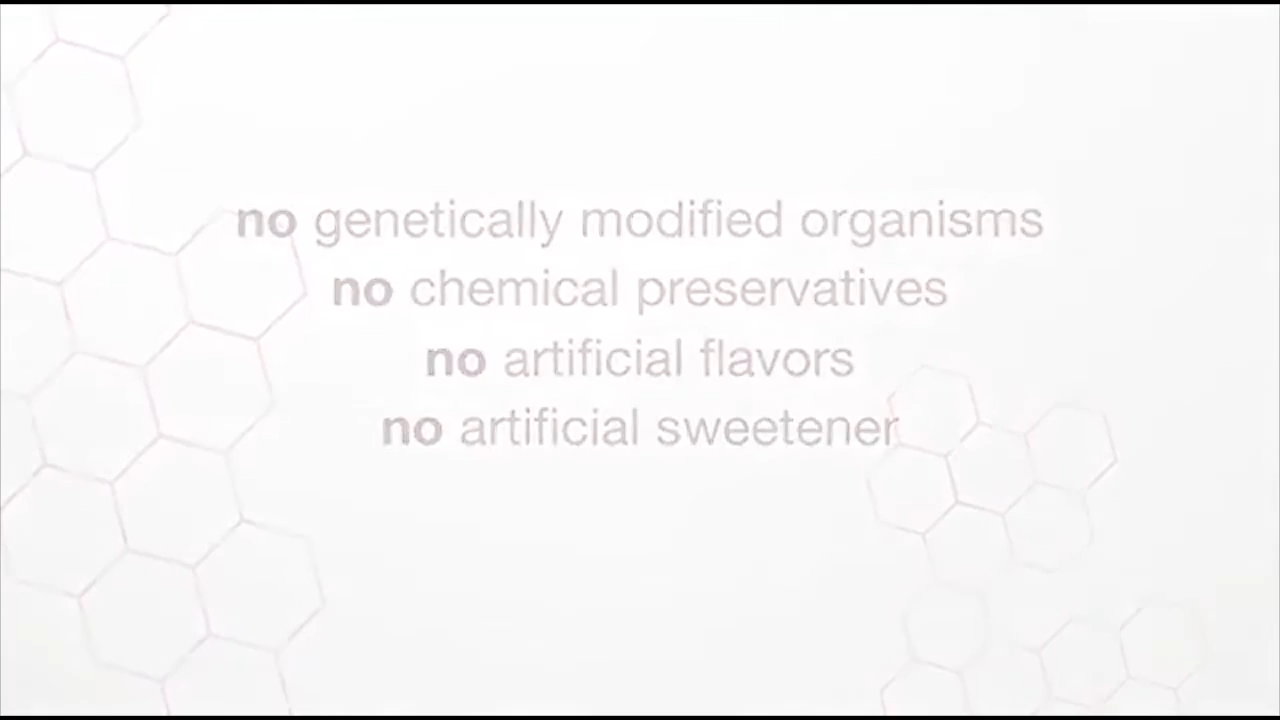 no genetically modified organisms
no chemical preservatives
no artificial flavors
no artificial sweetener